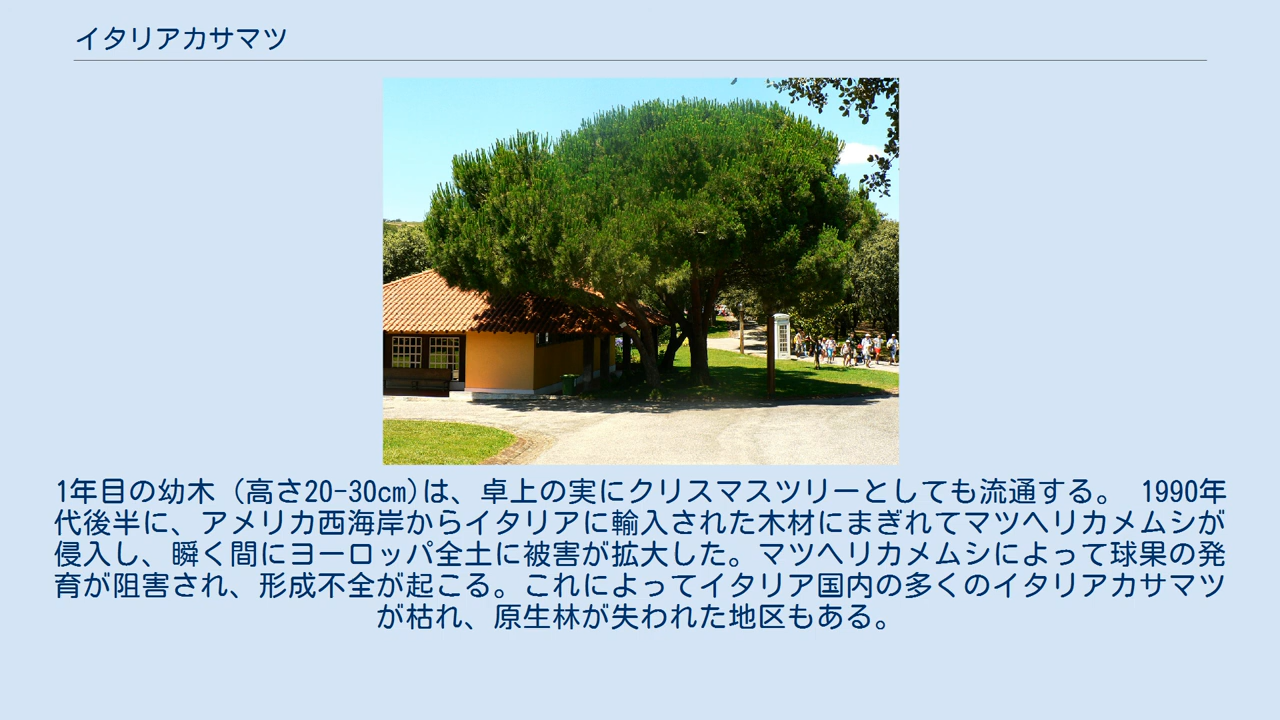 イタリアカサマツ
1年目の幼木 (高さ20-30cm)は、卓上の実にクリスマスツリーとしても流通する。 1990年
代後半に、アメリカ西海岸からイタリアに輸入された木材にまぎれてマツヘリカメムシが
侵入し、瞬く間にヨーロッパ全土に被害が拡大した。マツヘリカメムシによって球果の発
育が阻害され、形成不全が起こる。これによってイタリア国内の多くのイタリアカサマツ
が枯れ、原生林が失われた地区もある。